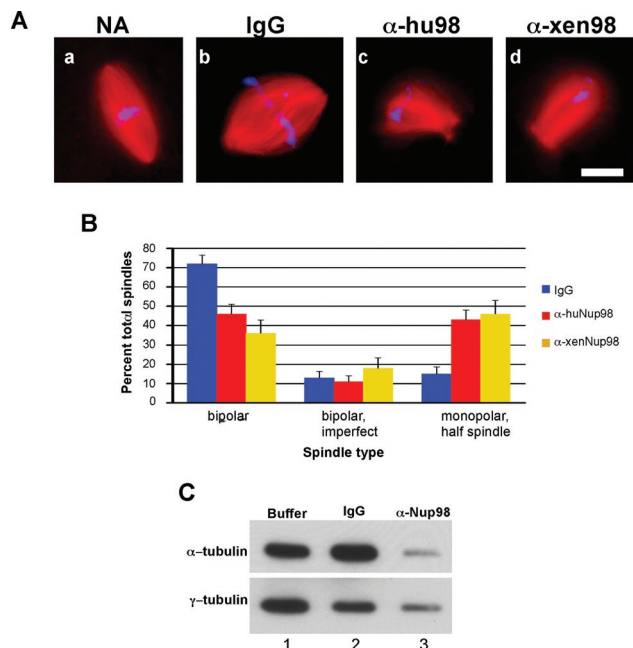 A
NA IgG α-hu98 α-xen98
a b c d
B
Percent total spindles
80
70
60
50
40
30
20
10
0
IgG
α-huNup98
α-xenNup98
bipolar bipolar, imperfect monopolar, half spindle
Spindle type
C
Buffer IgG α-Nup98
α–tubulin
γ–tubulin
1 2 3